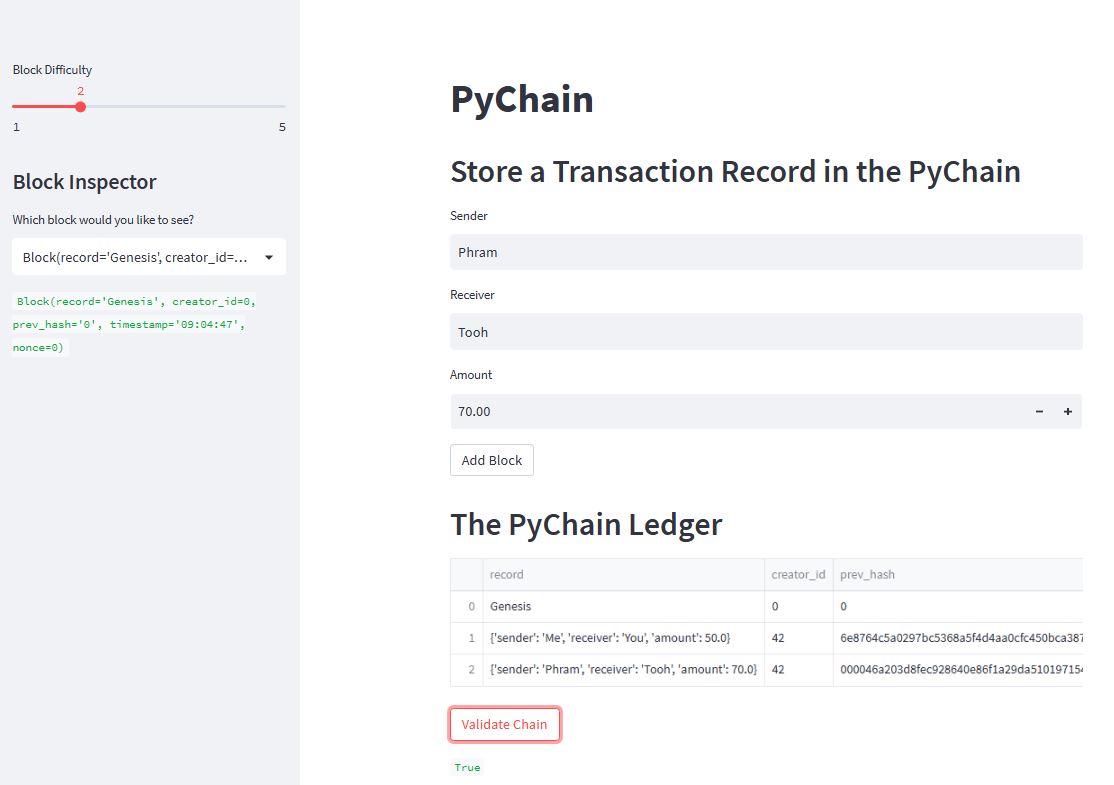 Block Difficulty
2
1 5
Block Inspector
Which block would you like to see?
Block(record='Genesis', creator_id=...
Block(record='Genesis', creator_id=0,
prev_hash='0', timestamp='09:04:47',
nonce=0)
PyChain
Store a Transaction Record in the PyChain
Sender
Phram
Receiver
Tooh
Amount
70.00 − +
Add Block
The PyChain Ledger
record creator_id prev_hash
0 Genesis 0 0
1 {'sender': 'Me', 'receiver': 'You', 'amount': 50.0} 42 6e8764c5a0297bc5368a5f4d4aa0cfc450bca387
2 {'sender': 'Phram', 'receiver': 'Tooh', 'amount': 70.0} 42 000046a203d8fec928640e86f1a29da510197154
Validate Chain
True